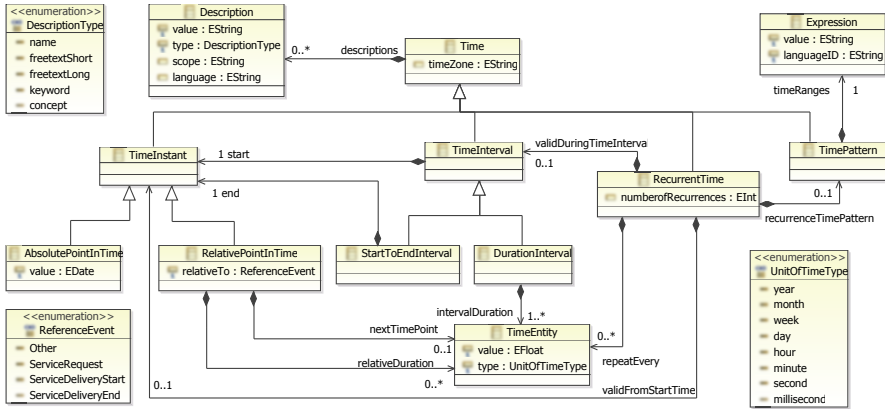 <<enumeration>>
DescriptionType
name
freetextShort
freetextLong
keyword
concept
Description
value : EString
type : DescriptionType
scope : EString
language : EString
0..*
descriptions
Time
timeZone : EString
Expression
value : EString
languageID : EString
timeRanges
1
TimeInstant
1 start
1 end
TimeInterval
validDuringTimeInterval
0..1
RecurrentTime
numberofRecurrences : EInt
TimePattern
0..1
recurrenceTimePattern
AbsolutePointInTime
value : EDate
RelativePointInTime
relativeTo : ReferenceEvent
StartToEndInterval
DurationInterval
<<enumeration>>
UnitOfTimeType
year
month
week
day
hour
minute
second
millisecond
<<enumeration>>
ReferenceEvent
Other
ServiceRequest
ServiceDeliveryStart
ServiceDeliveryEnd
intervalDuration
1..*
nextTimePoint
0..1
relativeDuration
0..*
TimeEntity
value : EFloat
type : UnitOfTimeType
0..*
repeatEvery
0..1
validFromStartTime